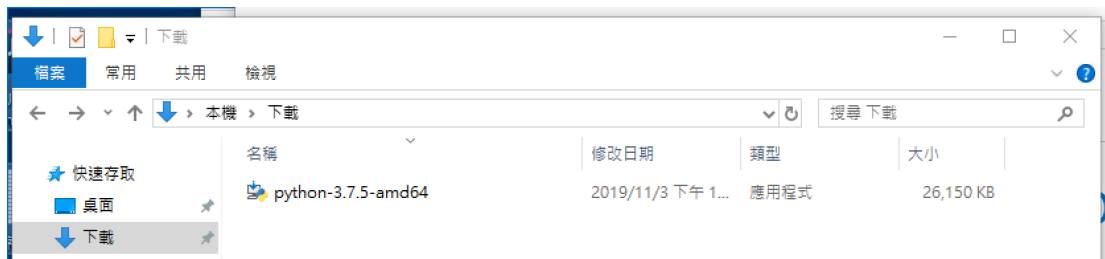 下載
檔案 常用 共用 檢視
本機 › 下載 搜尋 下載
名稱 修改日期 類型 大小
快速存取
python-3.7.5-amd64 2019/11/3 下午 1... 應用程式 26,150 KB
桌面
下載